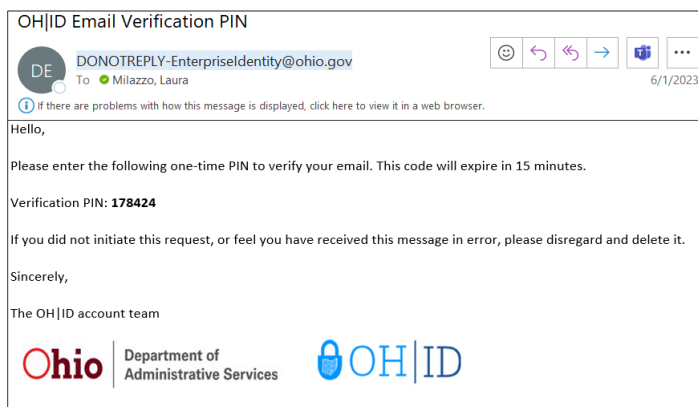 OH|ID Email Verification PIN
DE
DONOTREPLY-EnterpriseIdentity@ohio.gov
To Milazzo, Laura
6/1/2023
If there are problems with how this message is displayed, click here to view it in a web browser.
Hello,
Please enter the following one-time PIN to verify your email. This code will expire in 15 minutes.
Verification PIN: 178424
If you did not initiate this request, or feel you have received this message in error, please disregard and delete it.
Sincerely,
The OH|ID account team
Ohio Department of
Administrative Services
OH|ID